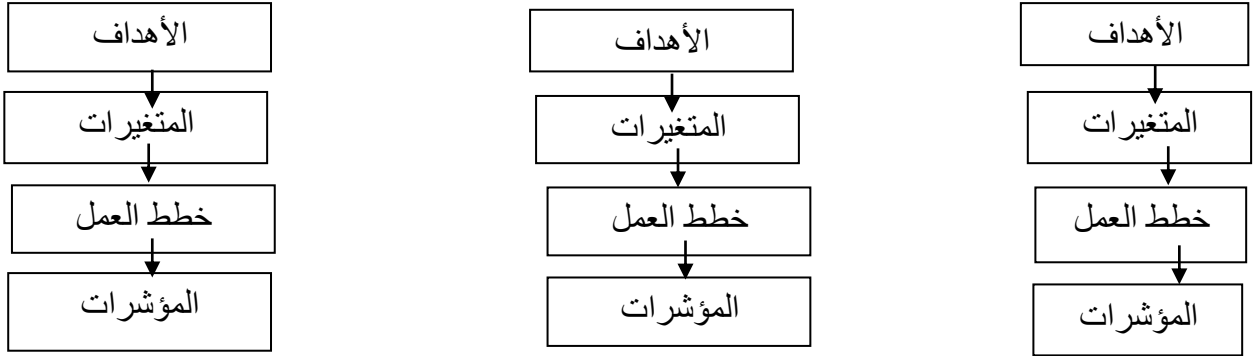 الأهداف
الأهداف
الأهداف
المتغيرات
المتغيرات
المتغيرات
خطط العمل
خطط العمل
خطط العمل
المؤشرات
المؤشرات
المؤشرات